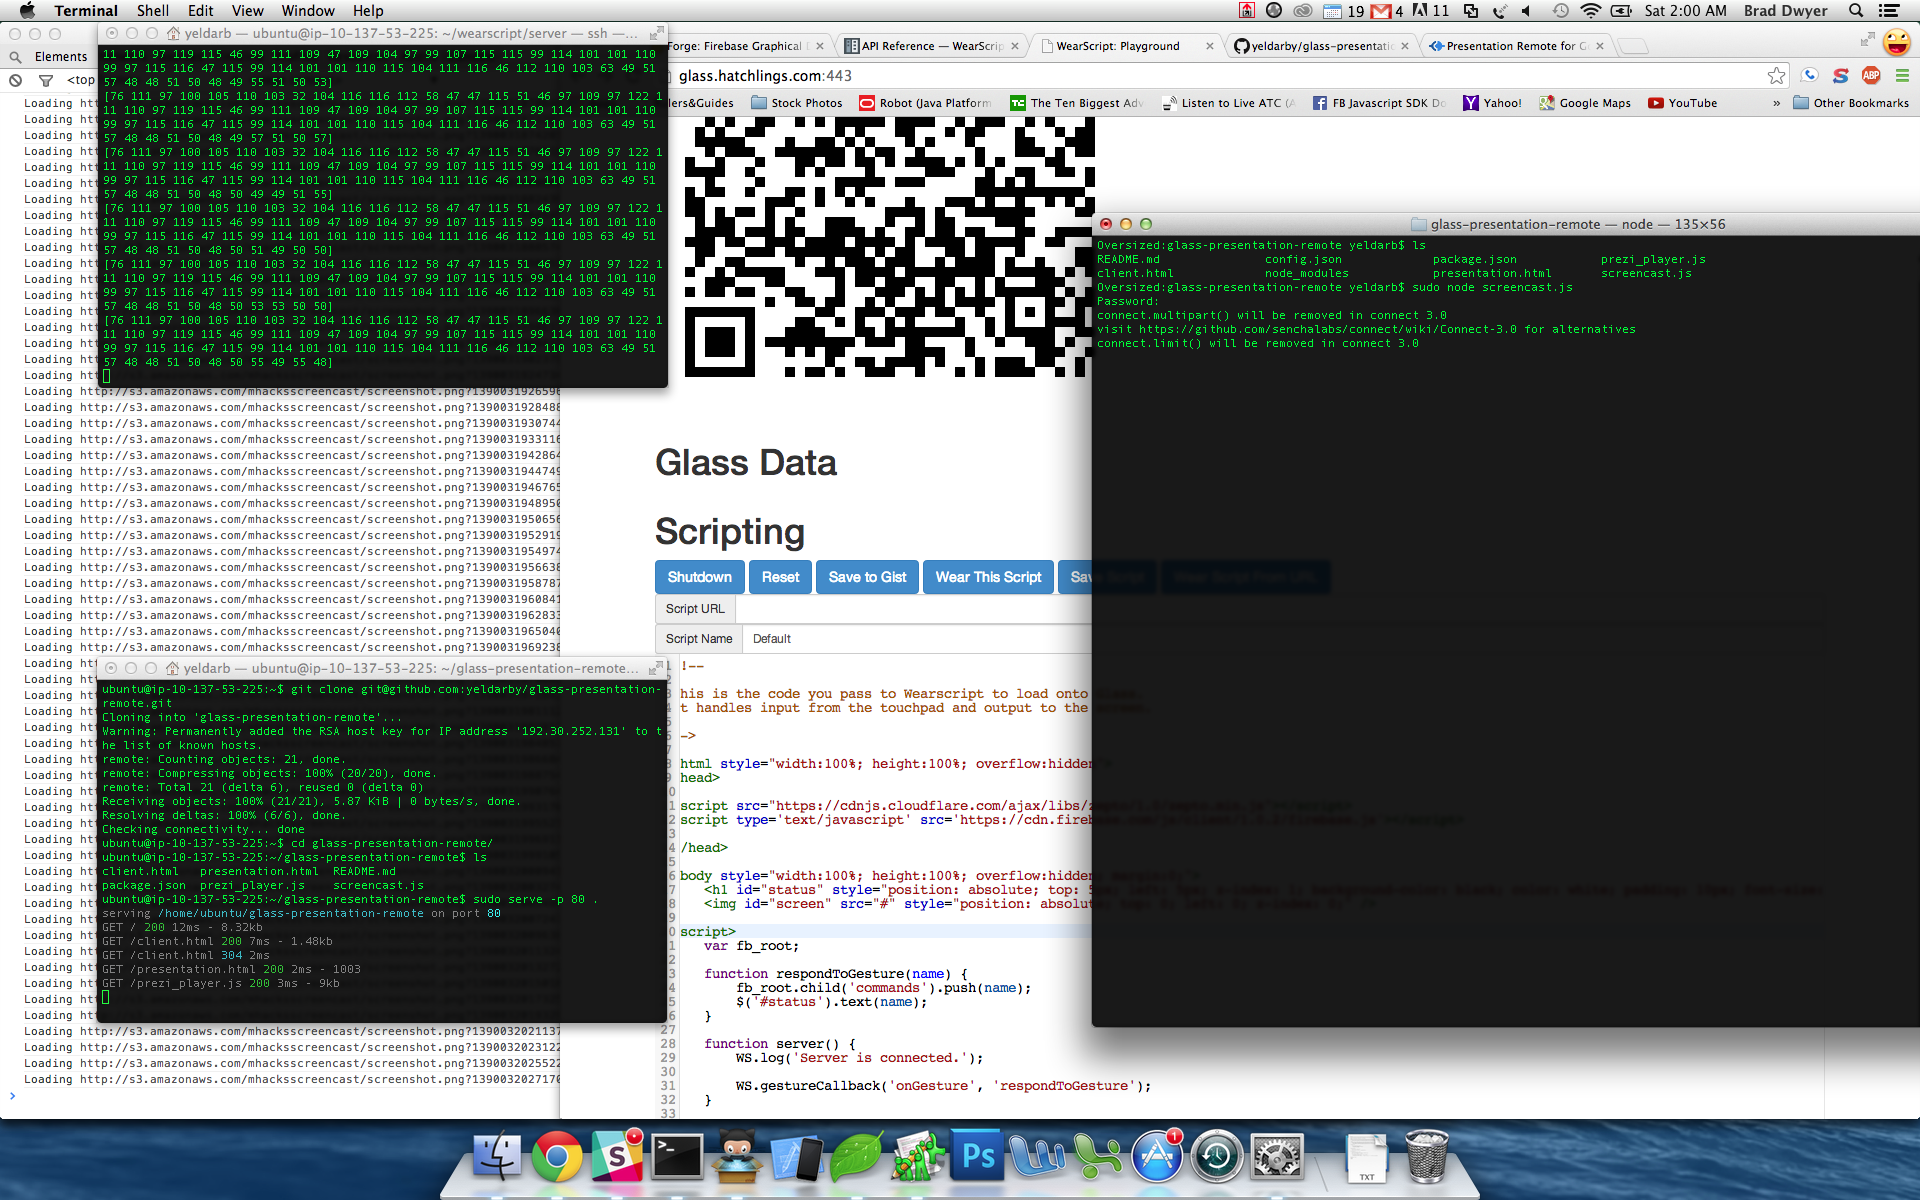 Terminal Shell Edit View Window Help
19 4 11 Sat 2:00 AM Brad Dwyer
yeldarb — ubuntu@ip-10-137-53-225: ~/wearscript/server — ssh —...
Forge: Firebase Graphical
API Reference — WearScrip
WearScript: Playground
yeldarby/glass-presentatio
Presentation Remote for G
Elements
glass.hatchlings.com:443
<top
lers&Guides Stock Photos Robot (Java Platform The Ten Biggest Adv Listen to Live ATC (A FB Javascript SDK Do Yahoo! Google Maps YouTube » Other Bookmarks
11 110 97 119 115 46 99 111 109 47 109 104 97 99 107 115 115 99 114 101 101 110
99 97 115 116 47 115 99 114 101 101 110 115 104 111 116 46 112 110 103 63 49 51
57 48 48 51 50 48 49 55 51 50 53]
[76 111 97 100 105 110 103 32 104 116 116 112 58 47 47 115 51 46 97 109 97 122 1
11 110 97 119 115 46 99 111 109 47 109 104 97 99 107 115 115 99 114 101 101 110
99 97 115 116 47 115 99 114 101 101 110 115 104 111 116 46 112 110 103 63 49 51
57 48 48 51 50 48 49 57 51 50 57]
[76 111 97 100 105 110 103 32 104 116 116 112 58 47 47 115 51 46 97 109 97 122 1
11 110 97 119 115 46 99 111 109 47 109 104 97 99 107 115 115 99 114 101 101 110
99 97 115 116 47 115 99 114 101 101 110 115 104 111 116 46 112 110 103 63 49 51
57 48 48 51 50 48 50 49 49 51 55]
[76 111 97 100 105 110 103 32 104 116 116 112 58 47 47 115 51 46 97 109 97 122 1
11 110 97 119 115 46 99 111 109 47 109 104 97 99 107 115 115 99 114 101 101 110
99 97 115 116 47 115 99 114 101 101 110 115 104 111 116 46 112 110 103 63 49 51
57 48 48 51 50 48 50 51 49 50 50]
[76 111 97 100 105 110 103 32 104 116 116 112 58 47 47 115 51 46 97 109 97 122 1
11 110 97 119 115 46 99 111 109 47 109 104 97 99 107 115 115 99 114 101 101 110
99 97 115 116 47 115 99 114 101 101 110 115 104 111 116 46 112 110 103 63 49 51
57 48 48 51 50 48 50 53 53 50 50]
[76 111 97 100 105 110 103 32 104 116 116 112 58 47 47 115 51 46 97 109 97 122 1
11 110 97 119 115 46 99 111 109 47 109 104 97 99 107 115 115 99 114 101 101 110
99 97 115 116 47 115 99 114 101 101 110 115 104 111 116 46 112 110 103 63 49 51
57 48 48 51 50 48 50 55 49 55 48]
Loading http://s3.amazonaws.com/mhacksscreencast/screenshot.png?139003192659
Loading http://s3.amazonaws.com/mhacksscreencast/screenshot.png?1390031928488
Loading http://s3.amazonaws.com/mhacksscreencast/screenshot.png?1390031930744
Loading http://s3.amazonaws.com/mhacksscreencast/screenshot.png?1390031933116
Loading http://s3.amazonaws.com/mhacksscreencast/screenshot.png?1390031942864
Loading http://s3.amazonaws.com/mhacksscreencast/screenshot.png?1390031944749
Loading http://s3.amazonaws.com/mhacksscreencast/screenshot.png?1390031946765
Loading http://s3.amazonaws.com/mhacksscreencast/screenshot.png?1390031948950
Loading http://s3.amazonaws.com/mhacksscreencast/screenshot.png?1390031950656
Loading http://s3.amazonaws.com/mhacksscreencast/screenshot.png?1390031952919
Loading http://s3.amazonaws.com/mhacksscreencast/screenshot.png?1390031954974
Loading http://s3.amazonaws.com/mhacksscreencast/screenshot.png?1390031956638
Loading http://s3.amazonaws.com/mhacksscreencast/screenshot.png?1390031958787
Loading http://s3.amazonaws.com/mhacksscreencast/screenshot.png?1390031960841
Loading http://s3.amazonaws.com/mhacksscreencast/screenshot.png?1390031962833
Loading http://s3.amazonaws.com/mhacksscreencast/screenshot.png?1390031965040
Loading http://s3.amazonaws.com/mhacksscreencast/screenshot.png?1390031969238
yeldarb — ubuntu@ip-10-137-53-225: ~/glass-presentation-remote...
ubuntu@ip-10-137-53-225:~$ git clone git@github.com:yeldarby/glass-presentation-
remote.git
Cloning into 'glass-presentation-remote'...
Warning: Permanently added the RSA host key for IP address '192.30.252.131' to t
he list of known hosts.
remote: Counting objects: 21, done.
remote: Compressing objects: 100% (20/20), done.
remote: Total 21 (delta 6), reused 0 (delta 0)
Receiving objects: 100% (21/21), 5.87 KiB | 0 bytes/s, done.
Resolving deltas: 100% (6/6), done.
Checking connectivity... done
ubuntu@ip-10-137-53-225:~$ cd glass-presentation-remote/
ubuntu@ip-10-137-53-225:~/glass-presentation-remote$ ls
client.html presentation.html README.md
package.json prezi_player.js screencast.js
ubuntu@ip-10-137-53-225:~/glass-presentation-remote$ sudo serve -p 80 .
serving /home/ubuntu/glass-presentation-remote on port 80
GET / 200 12ms - 8.32kb
GET /client.html 200 7ms - 1.48kb
GET /client.html 304 2ms
GET /presentation.html 200 2ms - 1003
GET /prezi_player.js 200 3ms - 9kb
Loading http://s3.amazonaws.com/mhacksscreencast/screenshot.png?1390032021137
Loading http://s3.amazonaws.com/mhacksscreencast/screenshot.png?1390032023122
Loading http://s3.amazonaws.com/mhacksscreencast/screenshot.png?1390032025522
Loading http://s3.amazonaws.com/mhacksscreencast/screenshot.png?1390032027170
>
Glass Data
Scripting
Shutdown Reset Save to Gist Wear This Script Save Script Wear Script From URL
Script URL
Script Name Default
!--
his is the code you pass to Wearscript to load onto
t handles input from the touchpad and output to the
->
html style="width:100%; height:100%; overflow:hidden">
head>
script src="https://cdnjs.cloudflare.com/ajax/libs/
script type='text/javascript' src='https://cdn.firebase.
/head>
body style="width:100%; height:100%; overflow:hidden;
<h1 id="status" style="position: absolute; top:
<img id="screen" src="#" style="position: absolute;
script>
var fb_root;
function respondToGesture(name) {
fb_root.child('commands').push(name);
$('#status').text(name);
}
27
28 function server() {
29 WS.log('Server is connected.');
30
31 WS.gestureCallback('onGesture', 'respondToGesture');
32 }
33
glass-presentation-remote — node — 135×56
Oversized:glass-presentation-remote yeldarb$ ls
README.md config.json package.json prezi_player.js
client.html node_modules presentation.html screencast.js
Oversized:glass-presentation-remote yeldarb$ sudo node screencast.js
Password:
connect.multipart() will be removed in connect 3.0
visit https://github.com/senchalabs/connect/wiki/Connect-3.0 for alternatives
connect.limit() will be removed in connect 3.0
Ps
1
TXT